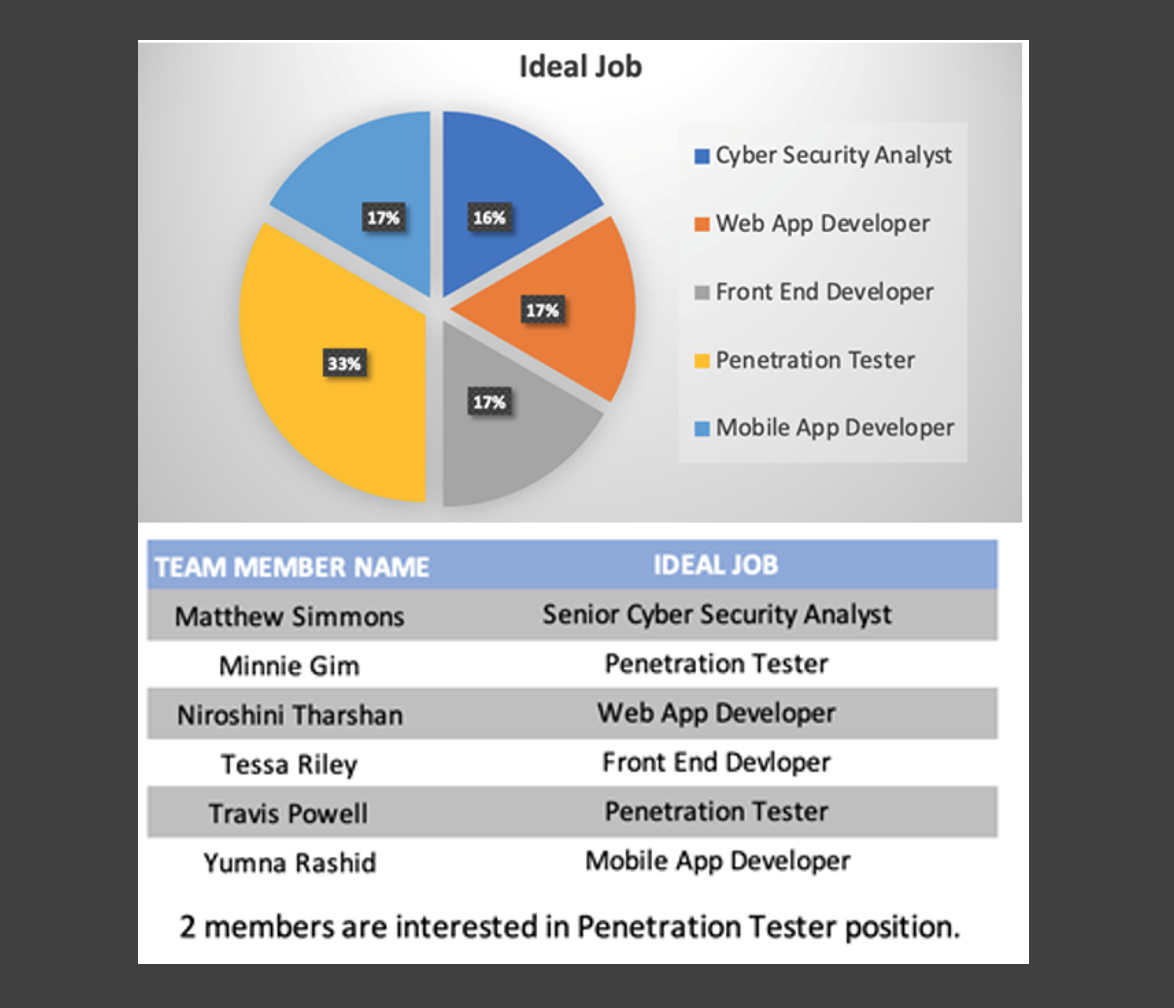 Ideal Job
17%
16%
17%
33%
17%
Cyber Security Analyst
Web App Developer
Front End Developer
Penetration Tester
Mobile App Developer
TEAM MEMBER NAME IDEAL JOB
Matthew Simmons Senior Cyber Security Analyst
Minnie Gim Penetration Tester
Niroshini Tharshan Web App Developer
Tessa Riley Front End Devloper
Travis Powell Penetration Tester
Yumna Rashid Mobile App Developer
2 members are interested in Penetration Tester position.